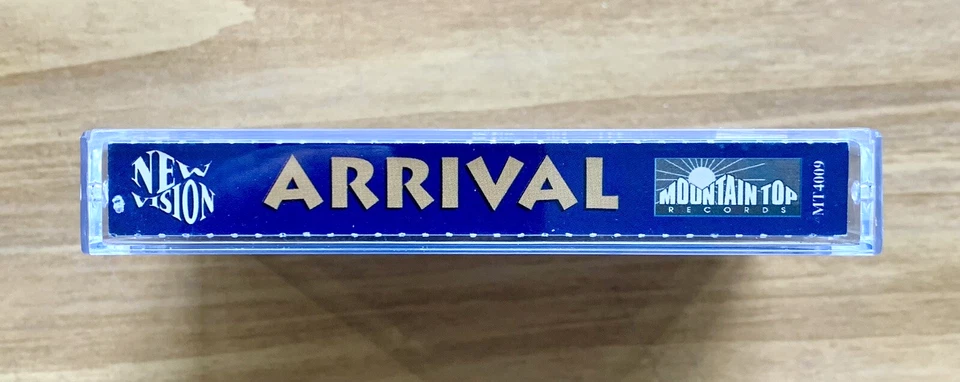 NEW
VISION
ARRIVAL
MOUNTAIN TOP
RECORDS
MT4009